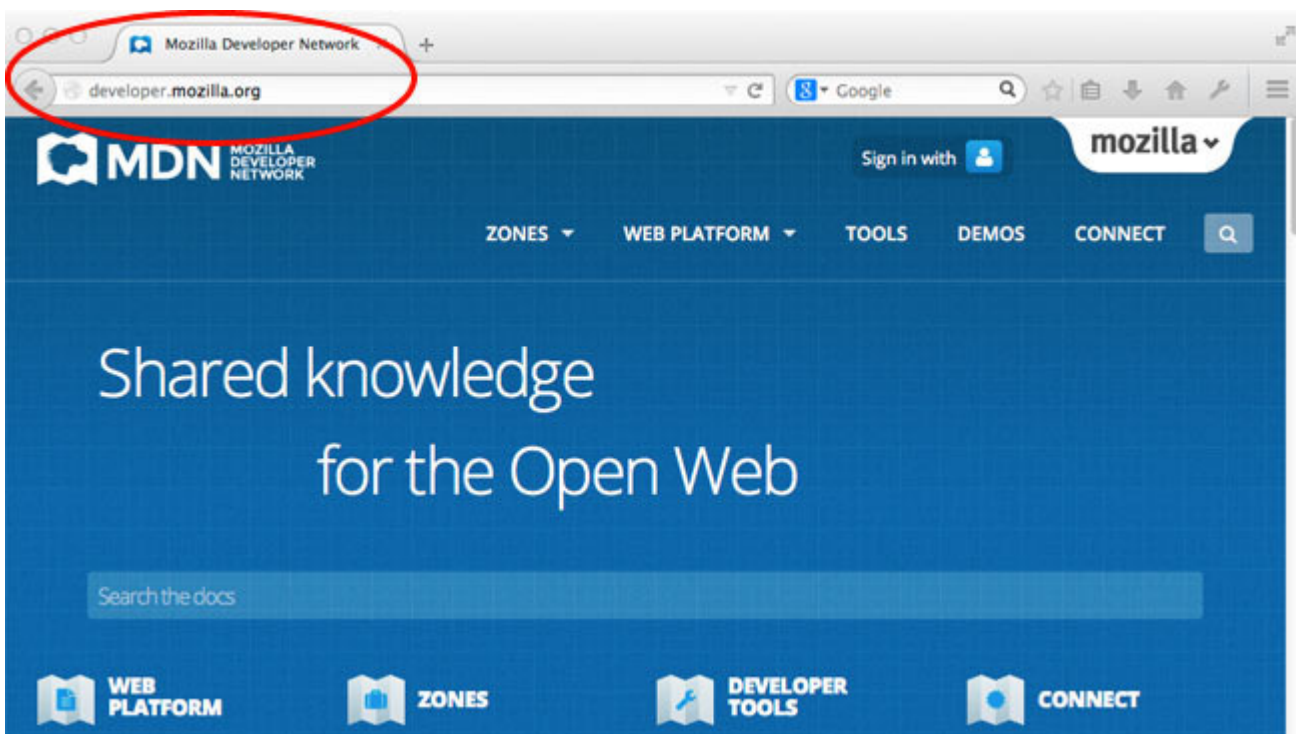 Mozilla Developer Network
developer.mozilla.org
Google
MDN MOZILLA
DEVELOPER
NETWORK
Sign in with
mozilla
ZONES
WEB PLATFORM
TOOLS
DEMOS
CONNECT
Shared knowledge
for the Open Web
Search the docs
WEB
PLATFORM
ZONES
DEVELOPER
TOOLS
CONNECT